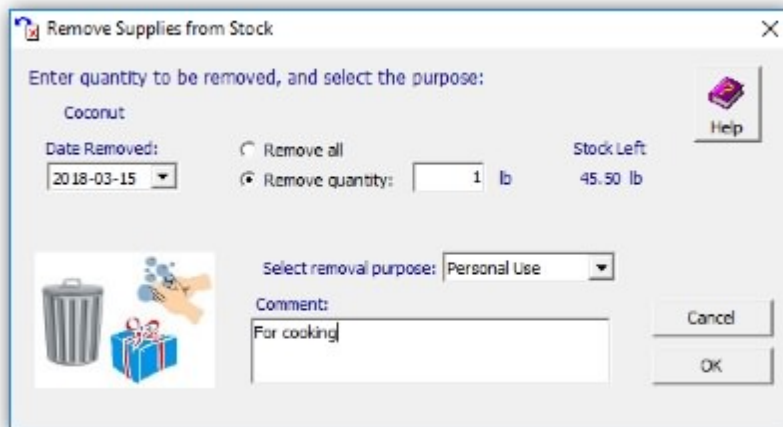 Remove Supplies from Stock
Enter quantity to be removed, and select the purpose:
Coconut
Help
Date Removed:
Remove all
Stock Left
2018-03-15
Remove quantity: 1 lb
45.50 lb
Select removal purpose: Personal Use
Comment:
For cooking
Cancel
OK